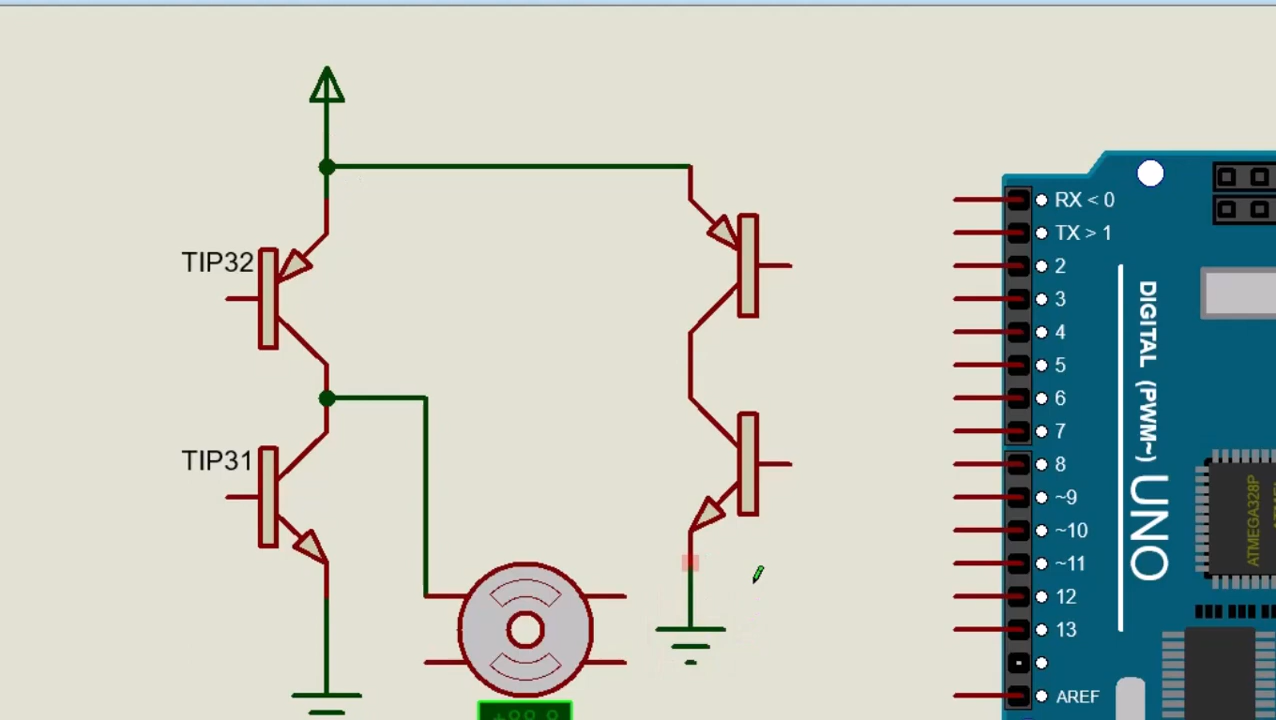 TIP32
TIP31
RX < 0
TX > 1
2
3
4
5
6
7
8
~9
~10
~11
12
13
AREF
DIGITAL (PWM~)
UNO
ATMEGA328P